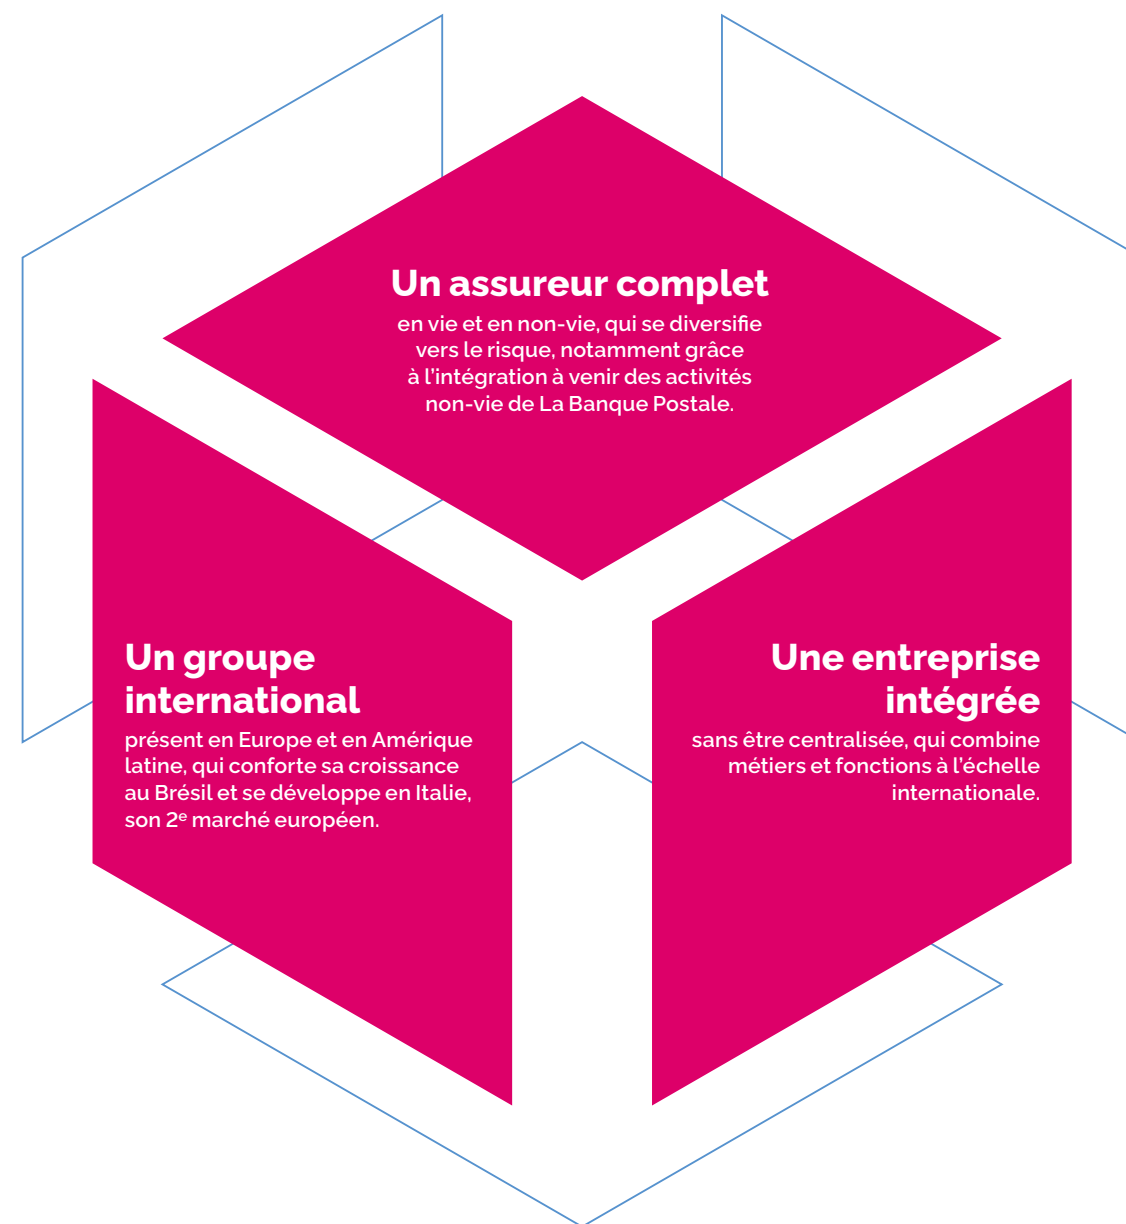 Un assureur complet
en vie et en non-vie, qui se diversifie
vers le risque, notamment grâce
à l’intégration à venir des activités
non-vie de La Banque Postale.
Un groupe
international
présent en Europe et en Amérique
latine, qui conforte sa croissance
au Brésil et se développe en Italie,
son 2e marché européen.
Une entreprise
intégrée
sans être centralisée, qui combine
métiers et fonctions à l’échelle
internationale.